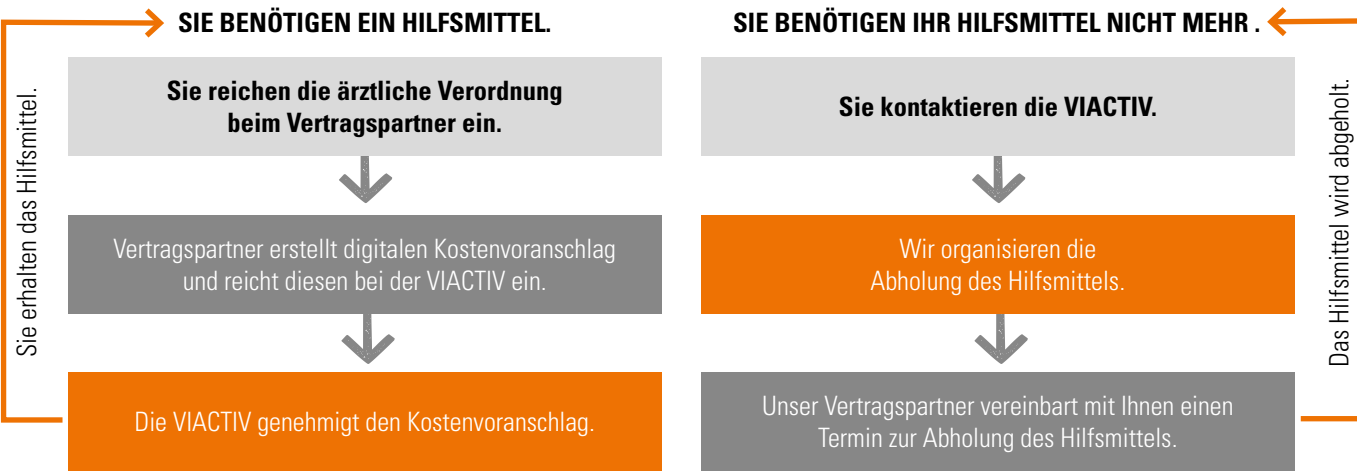 SIE BENÖTIGEN EIN HILFSMITTEL.
Sie reichen die ärztliche Verordnung
beim Vertragspartner ein.
Vertragspartner erstellt digitalen Kostenvoranschlag
und reicht diesen bei der VIACTIV ein.
Die VIACTIV genehmigt den Kostenvoranschlag.
Sie erhalten das Hilfsmittel.
SIE BENÖTIGEN IHR HILFSMITTEL NICHT MEHR .
Sie kontaktieren die VIACTIV.
Wir organisieren die
Abholung des Hilfsmittels.
Unser Vertragspartner vereinbart mit Ihnen einen
Termin zur Abholung des Hilfsmittels.
Das Hilfsmittel wird abgeholt.